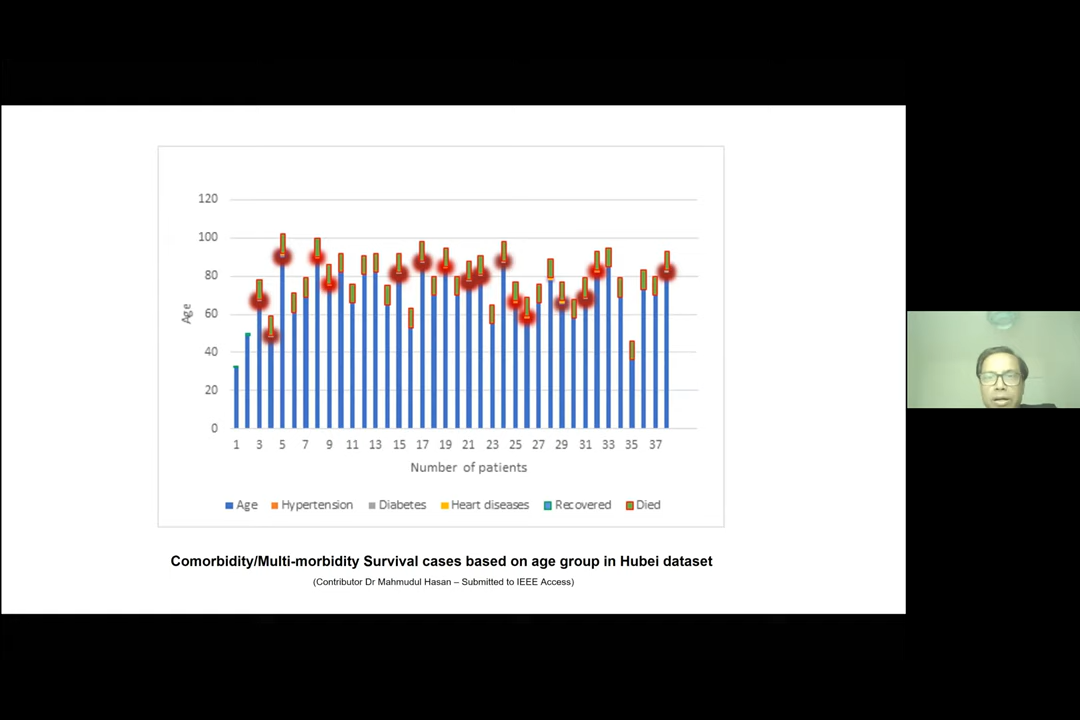 120
100
80
60
40
20
0
Age
1 3 5 7 9 11 13 15 17 19 21 23 25 27 29 31 33 35 37
Number of patients
Age Hypertension Diabetes Heart diseases Recovered Died
Comorbidity/Multi-morbidity Survival cases based on age group in Hubei dataset
(Contributor Dr Mahmudul Hasan – Submitted to IEEE Access)